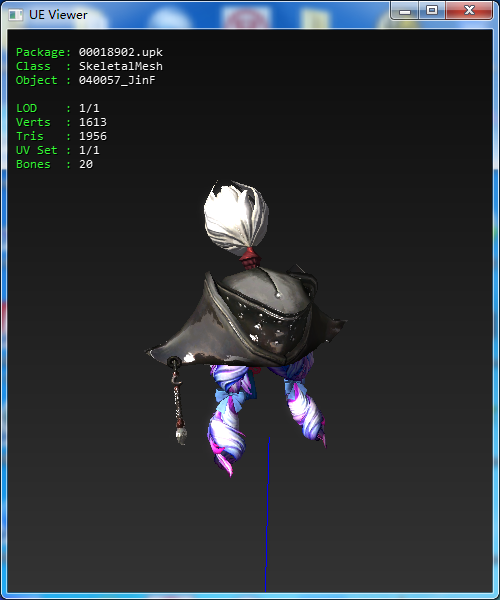 UE Viewer
Package: 00018902.upk
Class  : SkeletalMesh
Object : 040057_JinF
LOD    : 1/1
Verts  : 1613
Tris   : 1956
UV Set : 1/1
Bones  : 20